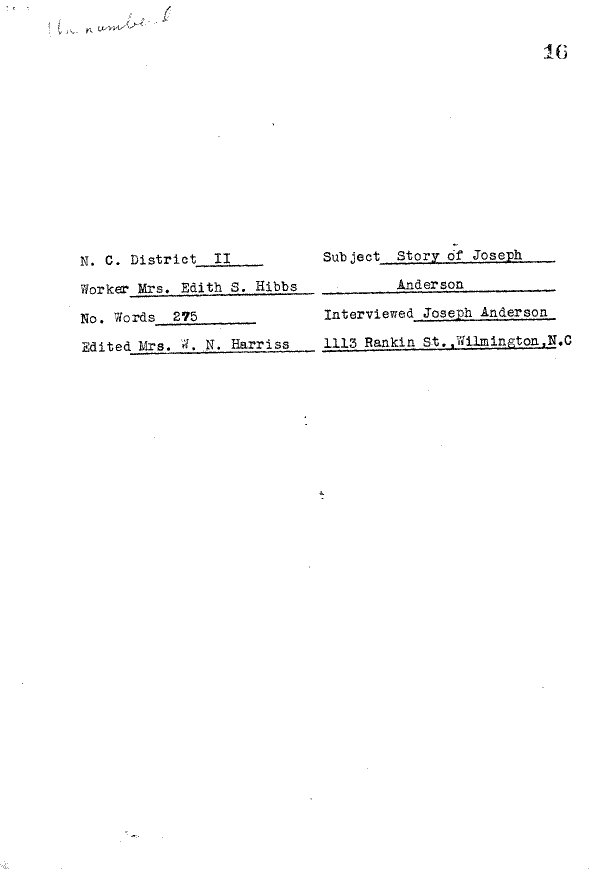 Unnumbered
16
N. C. District II Subject Story of Joseph
Worker Mrs. Edith S. Hibbs Anderson
No. Words 275 Interviewed Joseph Anderson
Edited Mrs. W. N. Harriss 1113 Rankin St.,Wilmington,N.C